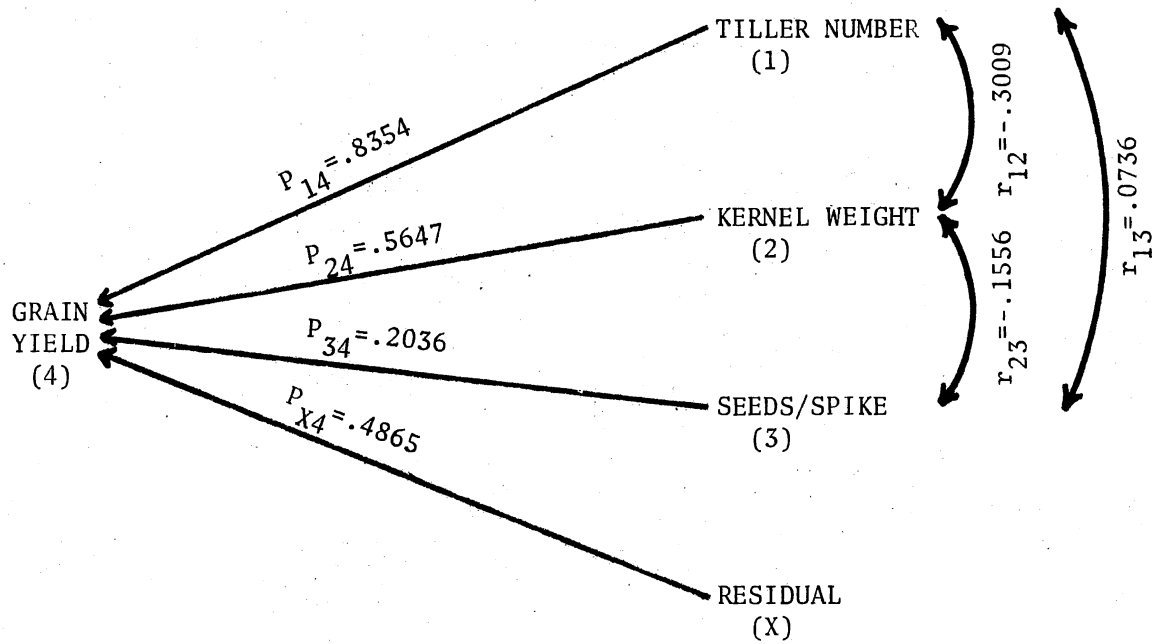 TILLER NUMBER
(1)
P14=.8354
r12=-.3009
r13=.0736
KERNEL WEIGHT
(2)
P24=.5647
r23=-.1556
GRAIN
YIELD
(4)
P34=.2036
SEEDS/SPIKE
(3)
PX4=.4865
RESIDUAL
(X)